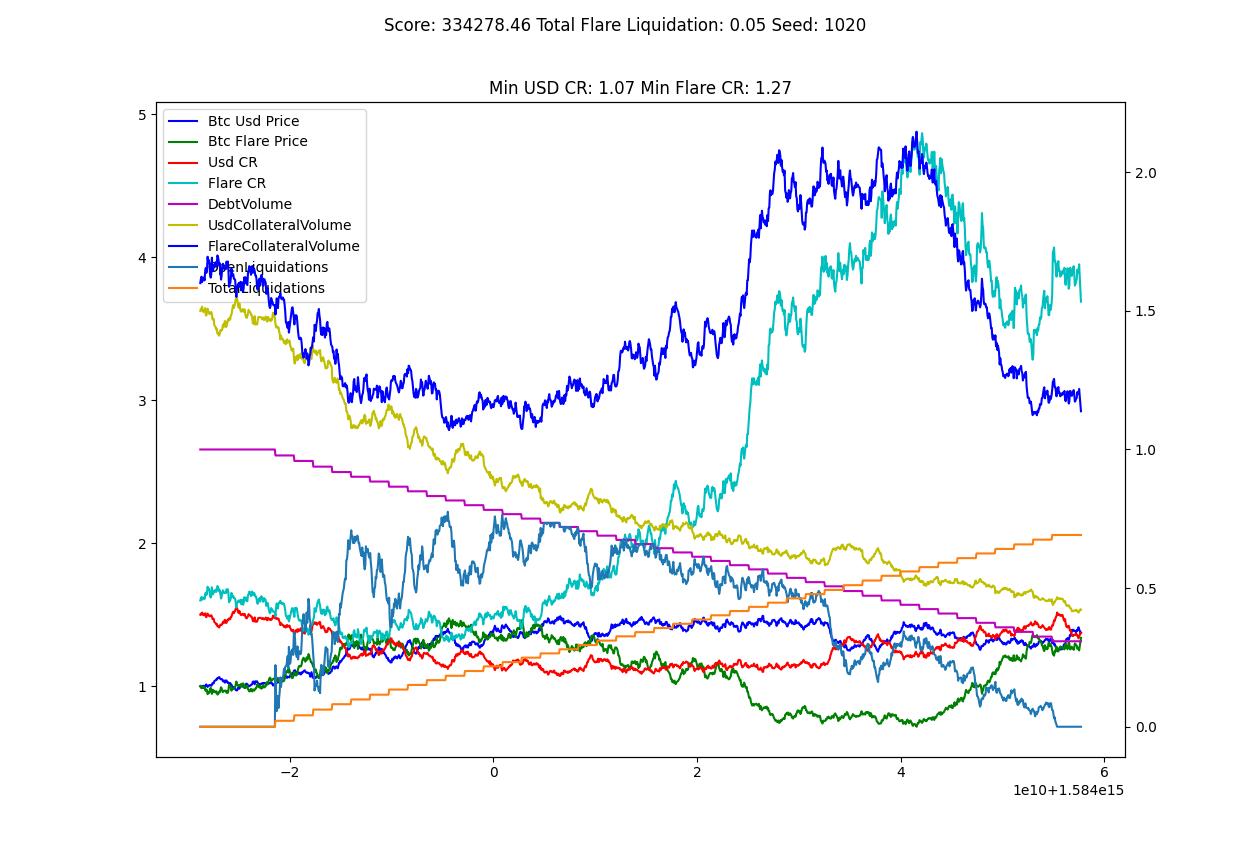 Score: 334278.46 Total Flare Liquidation: 0.05 Seed: 1020
Min USD CR: 1.07 Min Flare CR: 1.27
Btc Usd Price
Btc Flare Price
Usd CR
Flare CR
DebtVolume
UsdCollateralVolume
FlareCollateralVolume
OpenLiquidations
TotalLiquidations
5
4
3
2
1
2.0
1.5
1.0
0.5
0.0
−2 0 2 4 6
1e10+1.584e15